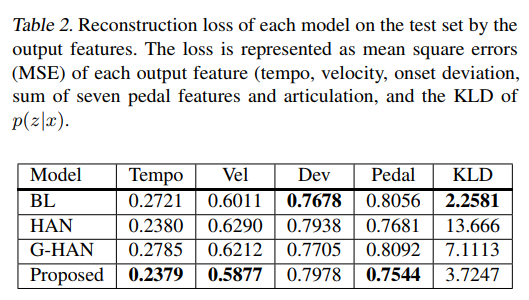 Table 2. Reconstruction loss of each model on the test set by the
output features. The loss is represented as mean square errors
(MSE) of each output feature (tempo, velocity, onset deviation,
sum of seven pedal features and articulation, and the KLD of
p(z|x).
Model Tempo Vel Dev Pedal KLD
BL 0.2721 0.6011 0.7678 0.8056 2.2581
HAN 0.2380 0.6290 0.7938 0.7681 13.666
G-HAN 0.2785 0.6212 0.7705 0.8092 7.1113
Proposed 0.2379 0.5877 0.7978 0.7544 3.7247